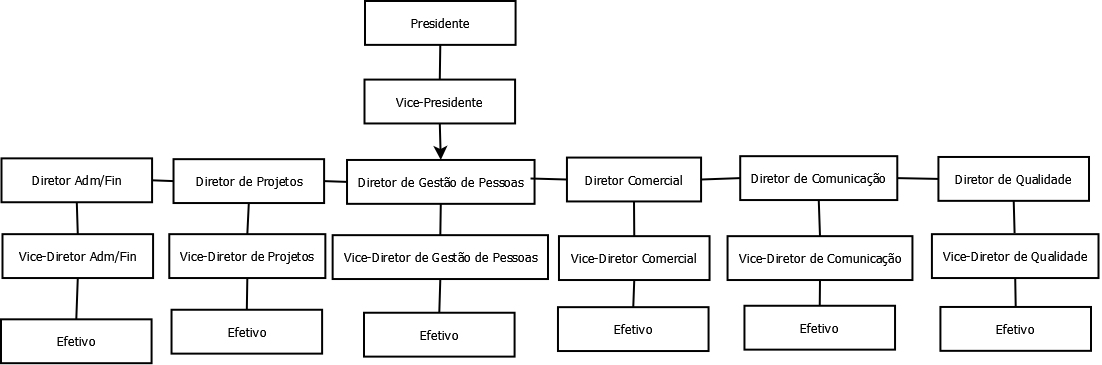 Presidente
Vice-Presidente
Diretor Adm/Fin
Diretor de Projetos
Diretor de Gestão de Pessoas
Diretor Comercial
Diretor de Comunicação
Diretor de Qualidade
Vice-Diretor Adm/Fin
Vice-Diretor de Projetos
Vice-Diretor de Gestão de Pessoas
Vice-Diretor Comercial
Vice-Diretor de Comunicação
Vice-Diretor de Qualidade
Efetivo
Efetivo
Efetivo
Efetivo
Efetivo
Efetivo